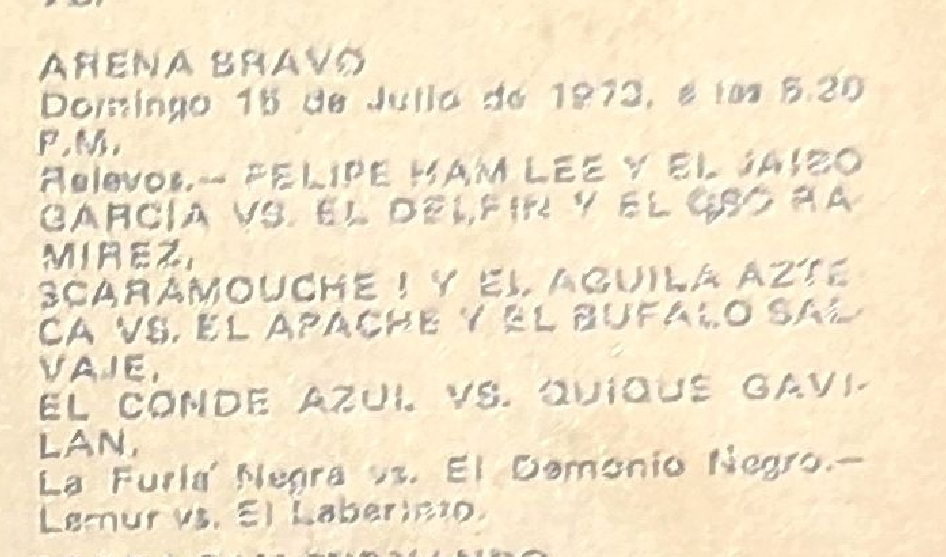 ARENA BRAVO
Domingo 15 de Julio de 1973, a las 5.20
P.M.
Relevos.— FELIPE HAM LEE Y EL JAIBO
GARCIA VS. EL DELFIN Y EL RA-
MIREZ,
SCARAMOUCHE I Y EL AGUILA AZTE-
CA VS. EL APACHE Y EL BUFALO SAL-
VAJE,
EL CONDE AZUL VS. QUIQUE GAVI-
LAN,
La Furia Negra vs. El Demonio Negro.—
Lemur vs. El Laberinto.